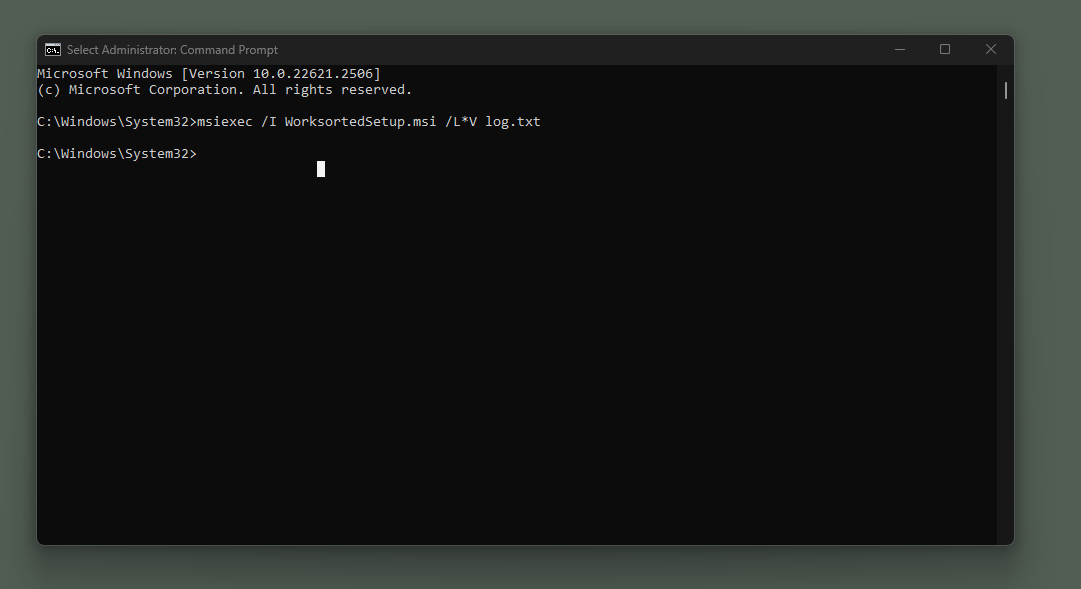 Select Administrator: Command Prompt
Microsoft Windows [Version 10.0.22621.2506]
(c) Microsoft Corporation. All rights reserved.
C:\Windows\System32>msiexec /I WorksortedSetup.msi /L*V log.txt
C:\Windows\System32>